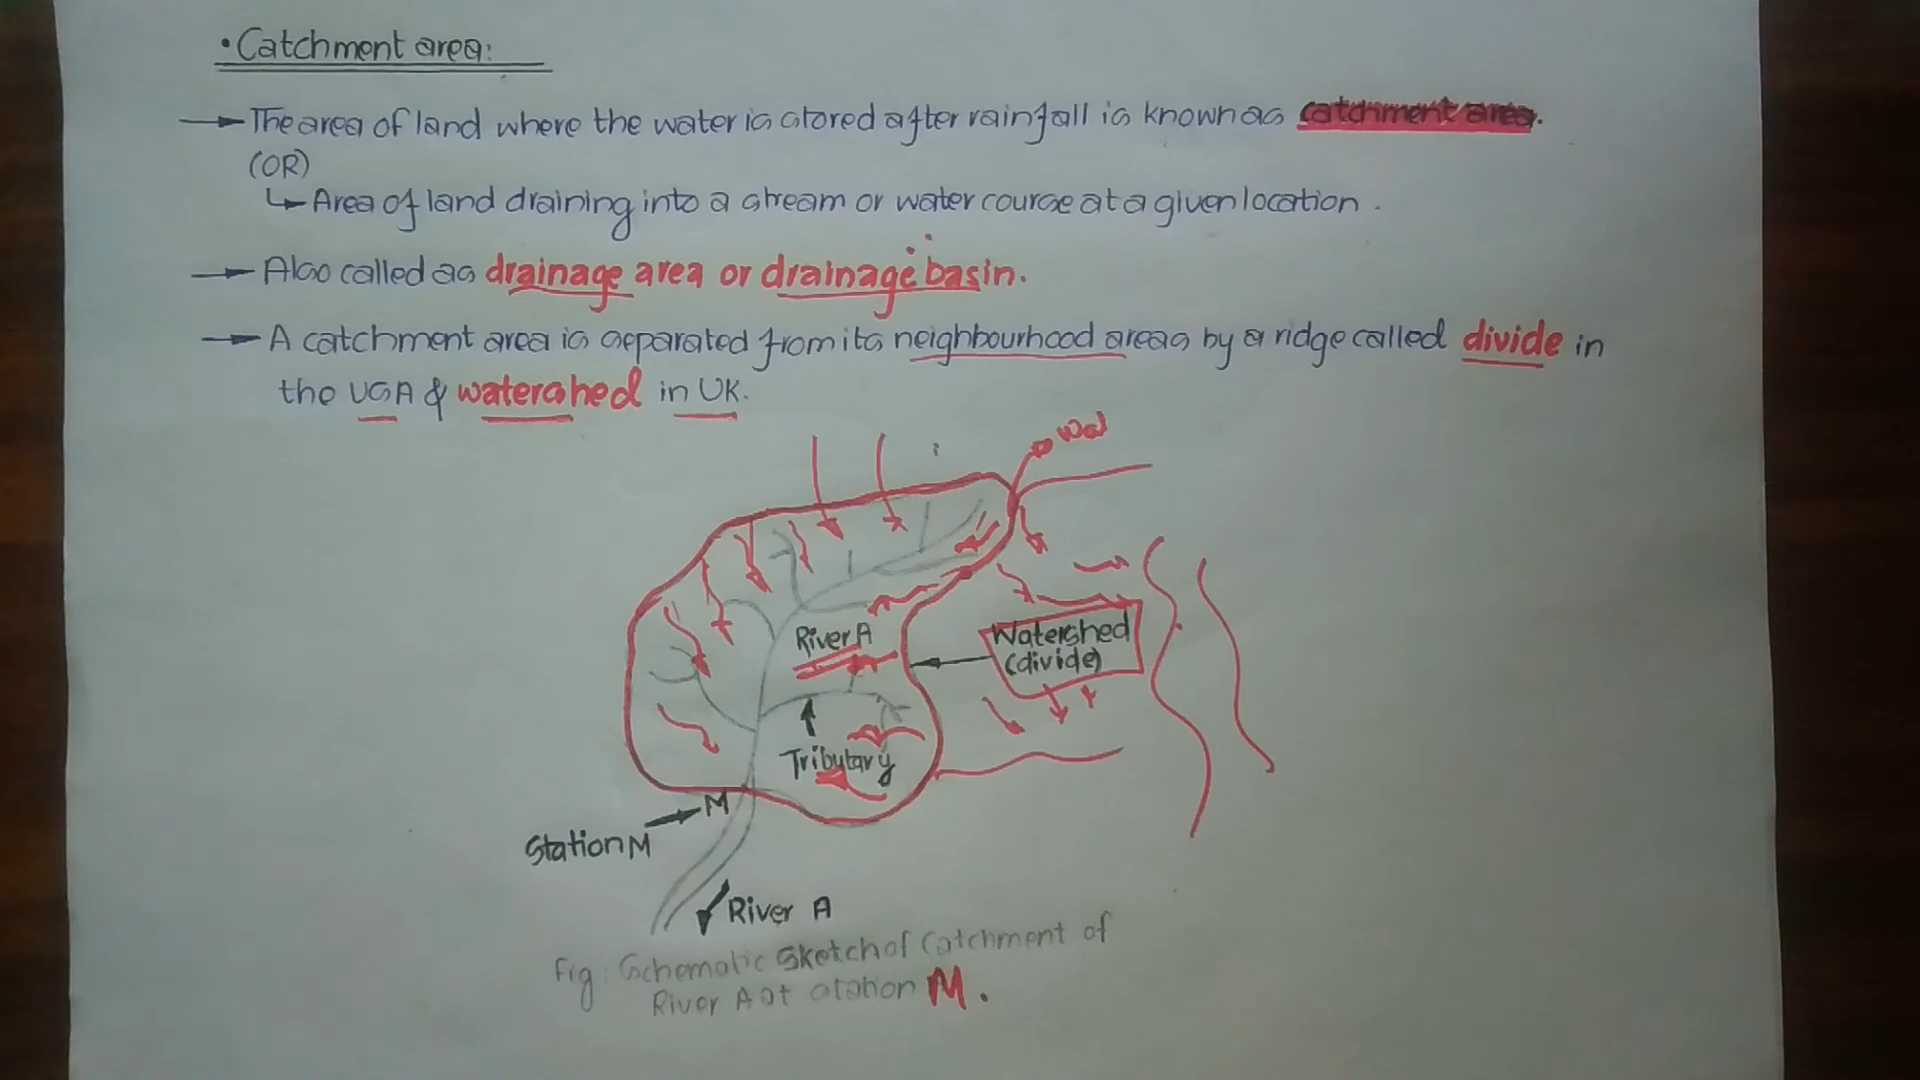 • Catchment area:
→ The area of land where the water is stored after rainfall is known as catchment area.
(OR)
↳ Area of land draining into a stream or water course at a given location.
→ Also called as drainage area or drainage basin.
→ A catchment area is separated from its neighbourhood areas by a ridge called divide in
the USA & watershed in UK.
River A
Watershed
(divide)
Tributary
M
Station M
River A
Fig: Schematic Sketch of Catchment of
River A at station M.